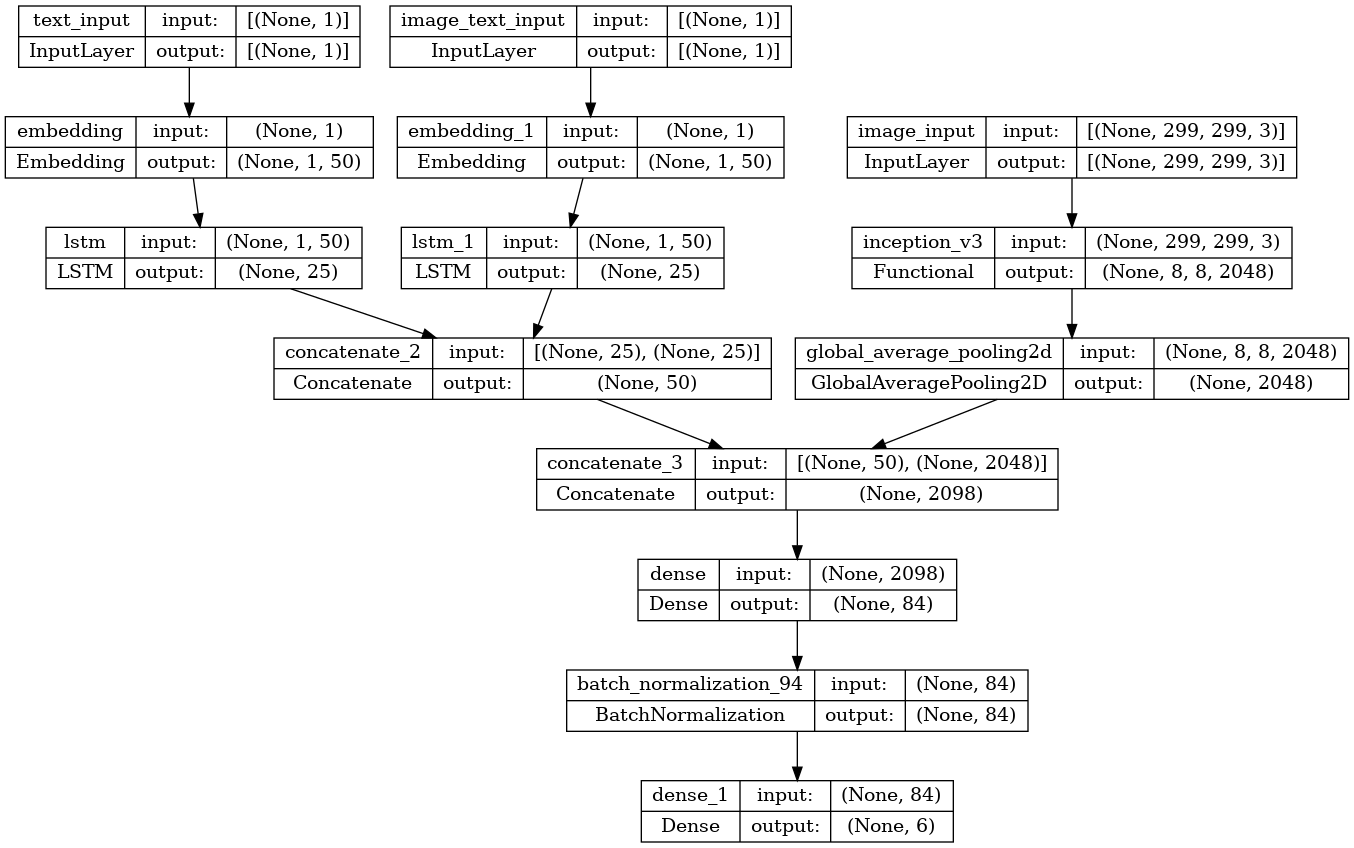 text_input input: [(None, 1)]
InputLayer output: [(None, 1)]
image_text_input input: [(None, 1)]
InputLayer output: [(None, 1)]
embedding input: (None, 1)
Embedding output: (None, 1, 50)
embedding_1 input: (None, 1)
Embedding output: (None, 1, 50)
image_input input: [(None, 299, 299, 3)]
InputLayer output: [(None, 299, 299, 3)]
lstm input: (None, 1, 50)
LSTM output: (None, 25)
lstm_1 input: (None, 1, 50)
LSTM output: (None, 25)
inception_v3 input: (None, 299, 299, 3)
Functional output: (None, 8, 8, 2048)
concatenate_2 input: [(None, 25), (None, 25)]
Concatenate output: (None, 50)
global_average_pooling2d input: (None, 8, 8, 2048)
GlobalAveragePooling2D output: (None, 2048)
concatenate_3 input: [(None, 50), (None, 2048)]
Concatenate output: (None, 2098)
dense input: (None, 2098)
Dense output: (None, 84)
batch_normalization_94 input: (None, 84)
BatchNormalization output: (None, 84)
dense_1 input: (None, 84)
Dense output: (None, 6)